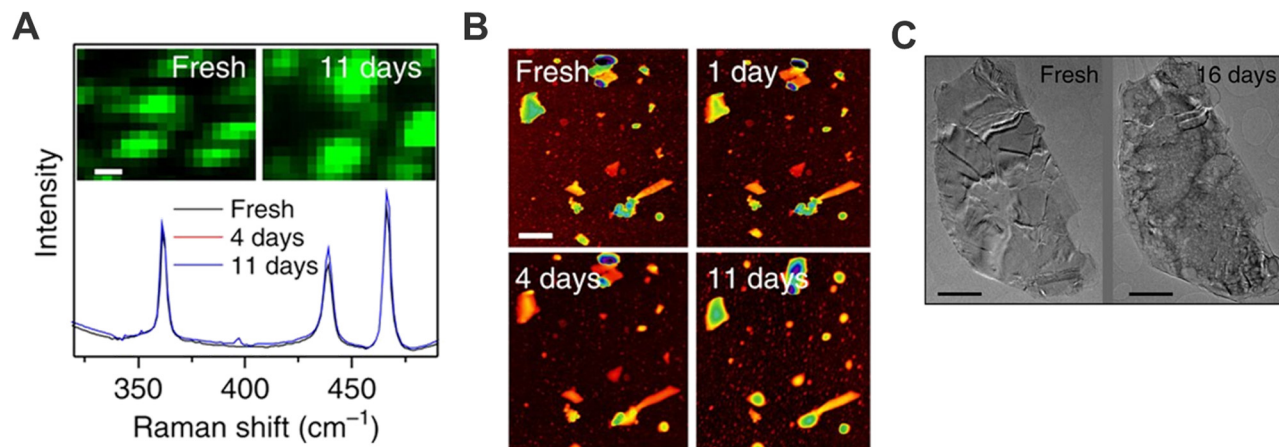 A
Fresh
11 days
Intensity
Fresh
4 days
11 days
350
400
450
Raman shift (cm⁻¹)
B
Fresh
1 day
4 days
11 days
C
Fresh
16 days